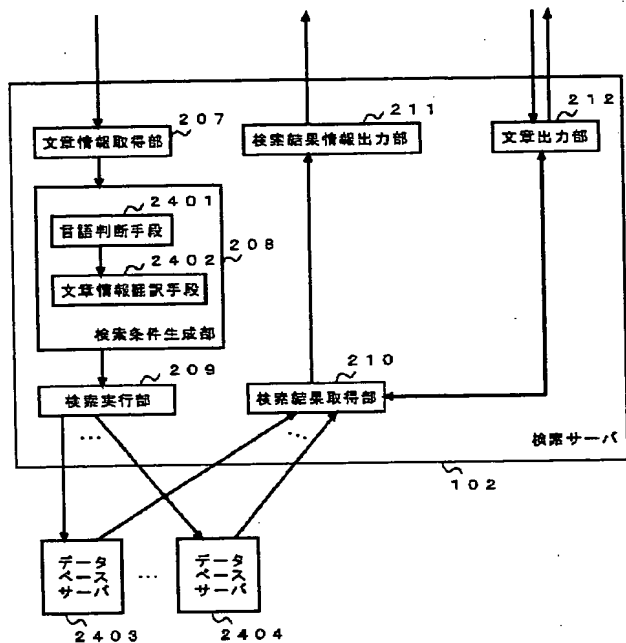 207
文章情報取得部
211
検索結果情報出力部
212
文章出力部
2401
言語判断手段
208
2402
文章情報翻訳手段
検索条件生成部
209
検索実行部
210
検索結果取得部
...
...
検索サーバ
102
データ
ベース
サーバ
...
データ
ベース
サーバ
2403
2404